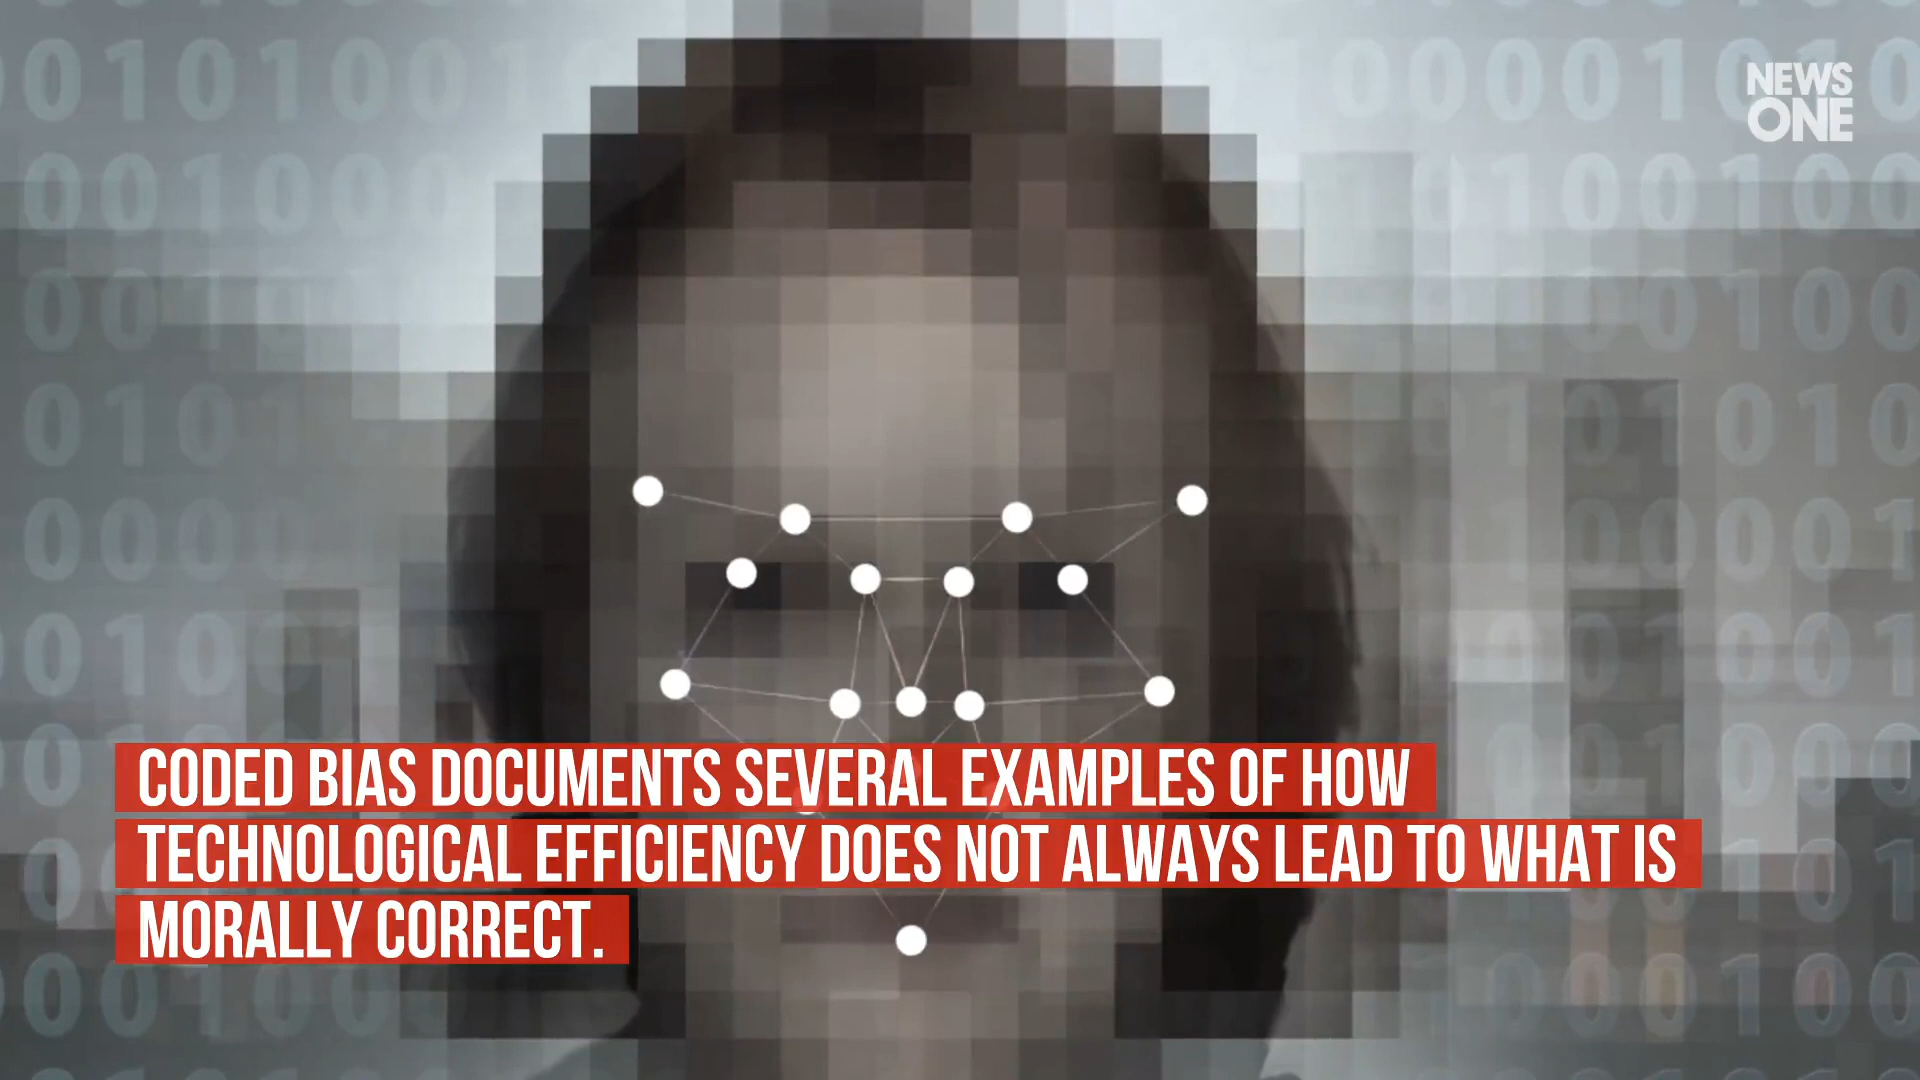 NEWS
ONE
CODED BIAS DOCUMENTS SEVERAL EXAMPLES OF HOW
TECHNOLOGICAL EFFICIENCY DOES NOT ALWAYS LEAD TO WHAT IS
MORALLY CORRECT.